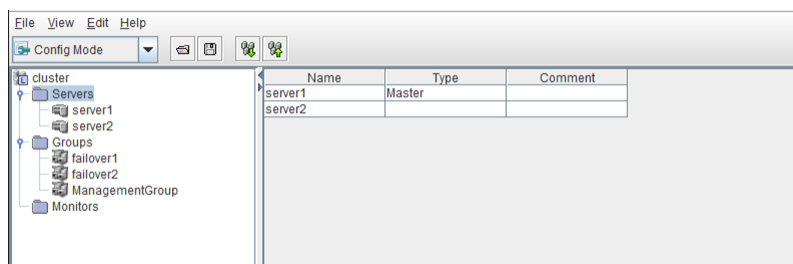 File View Edit Help
Config Mode
cluster
Servers
server1
server2
Groups
failover1
failover2
ManagementGroup
Monitors
Name Type Comment
server1 Master
server2